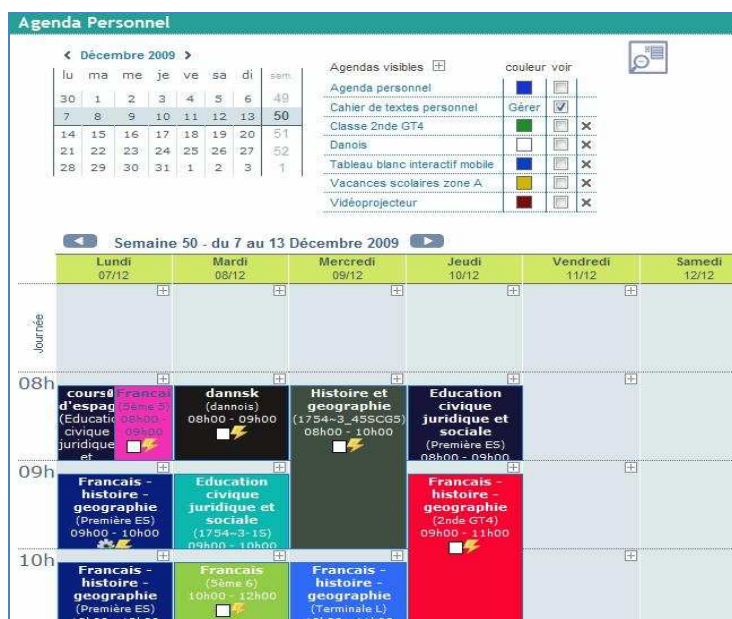 Agenda Personnel
< Décembre 2009 >
lu ma me je ve sa di sem.
30 1 2 3 4 5 6 49
7 8 9 10 11 12 13 50
14 15 16 17 18 19 20 51
21 22 23 24 25 26 27 52
28 29 30 31 1 2 3 1
Agendas visibles couleur voir
Agenda personnel
Cahier de textes personnel Gérer
Classe 2nde GT4
Danois
Tableau blanc interactif mobile
Vacances scolaires zone A
Vidéoprojecteur
Semaine 50 - du 7 au 13 Décembre 2009
Lundi
07/12
Mardi
08/12
Mercredi
09/12
Jeudi
10/12
Vendredi
11/12
Samedi
12/12
Journée
08h
cours
d'espag
(Educatio
civique
juridique
et
Francai
(5ème 5)
08h00 -
09h00
dannsk
(dannois)
08h00 - 09h00
Histoire et
geographie
(1754~3_45SCG5)
08h00 - 10h00
Education
civique
juridique et
sociale
(Première ES)
08h00 - 09h00
09h
Francais -
histoire -
geographie
(Première ES)
09h00 - 10h00
Education
civique
juridique et
sociale
(1754~3-1S)
09h00 - 10h00
Francais -
histoire -
geographie
(2nde GT4)
09h00 - 11h00
10h
Francais -
histoire -
geographie
(Première ES)
Francais
(5ème 6)
10h00 - 12h00
Francais -
histoire -
geographie
(Terminale L)